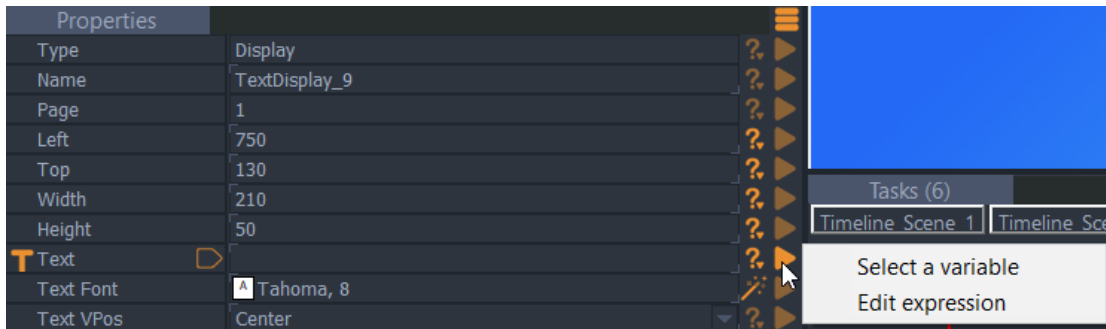 Properties
Type Display
Name TextDisplay_9
Page 1
Left 750
Top 130
Width 210
Height 50
Text
Text Font A Tahoma, 8
Text VPos Center
Tasks (6)
Timeline_Scene_1 Timeline_Sce
Select a variable
Edit expression